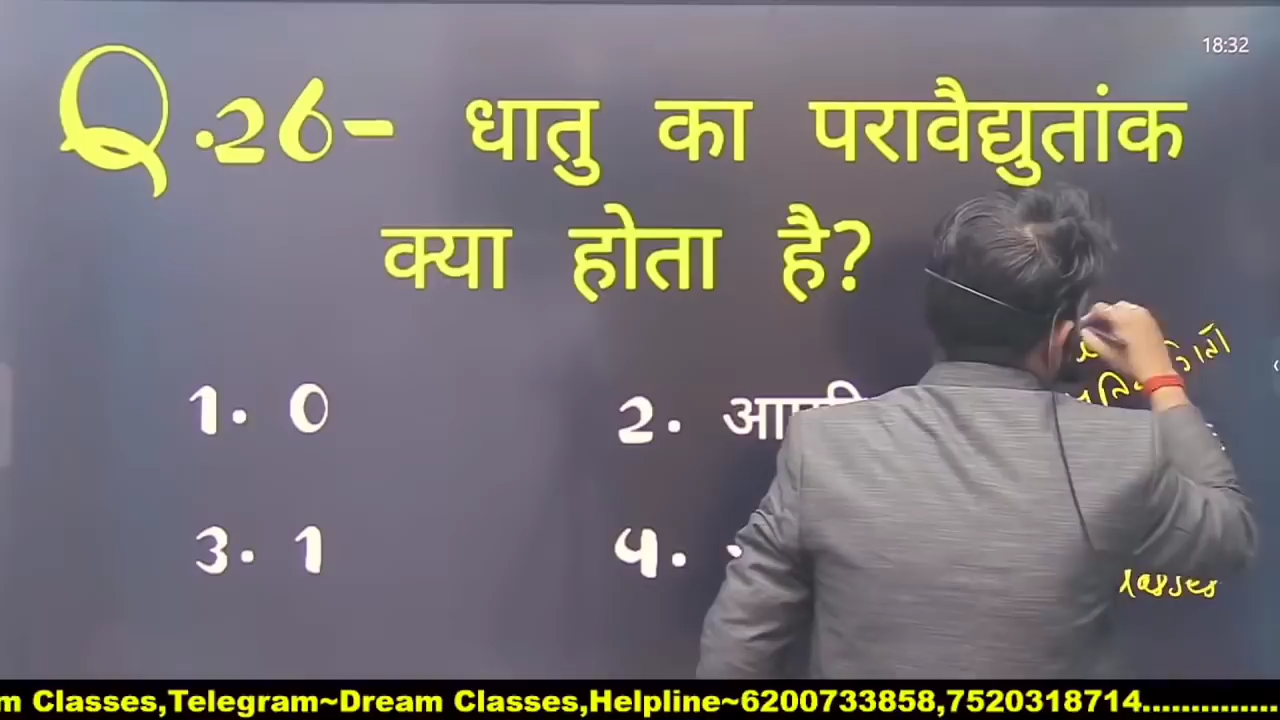 18:32
Q.26- धातु का परावैद्युतांक
क्या होता है?
1. 0
2.
3. 1
4.
m Classes,Telegram~Dream Classes,Helpline~6200733858,7520318714..............